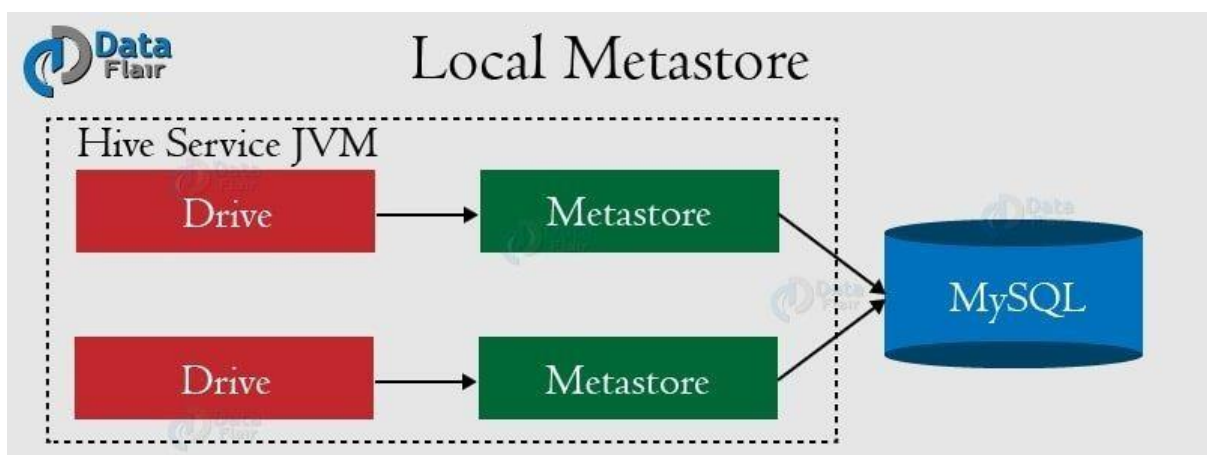 Data
Flair
Local Metastore
Hive Service JVM
Drive
Metastore
MySQL
Drive
Metastore